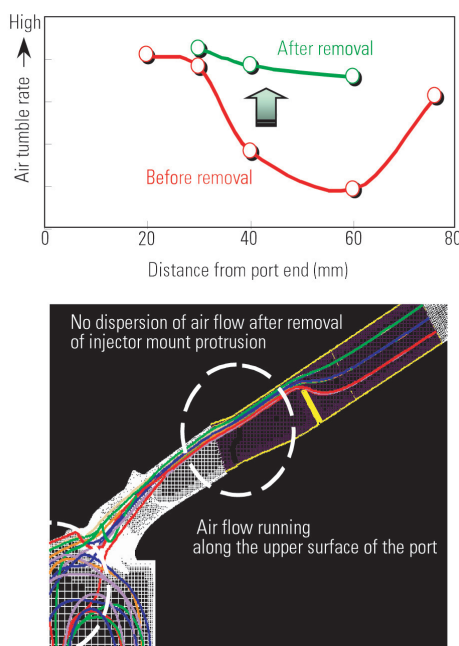 High
Air tumble rate
After removal
Before removal
0
20
40
60
80
Distance from port end (mm)
No dispersion of air flow after removal
of injector mount protrusion
Air flow running
along the upper surface of the port